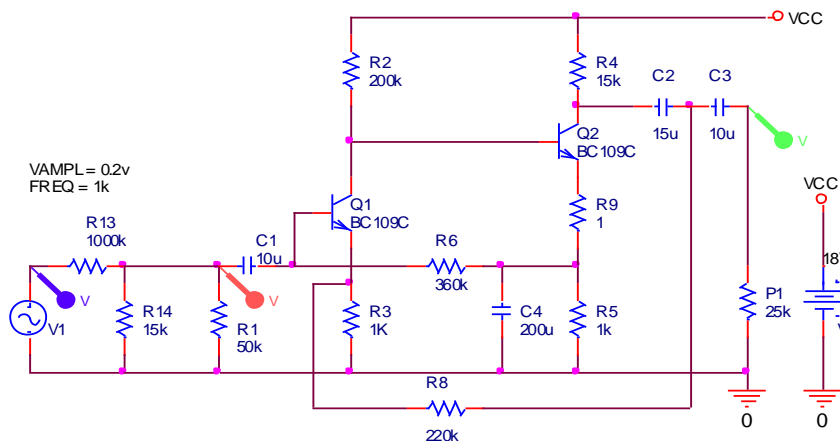 VCC
R2
200k
R4
15k
C2
15u
C3
10u
V
Q2
BC109C
VAMPL = 0.2v
FREQ = 1k
R13
1000k
V
V1
R14
15k
R1
50k
V
C1
10u
Q1
BC109C
R9
1
R6
360k
R3
1K
C4
200u
R5
1k
R8
220k
P1
25k
0
VCC
0